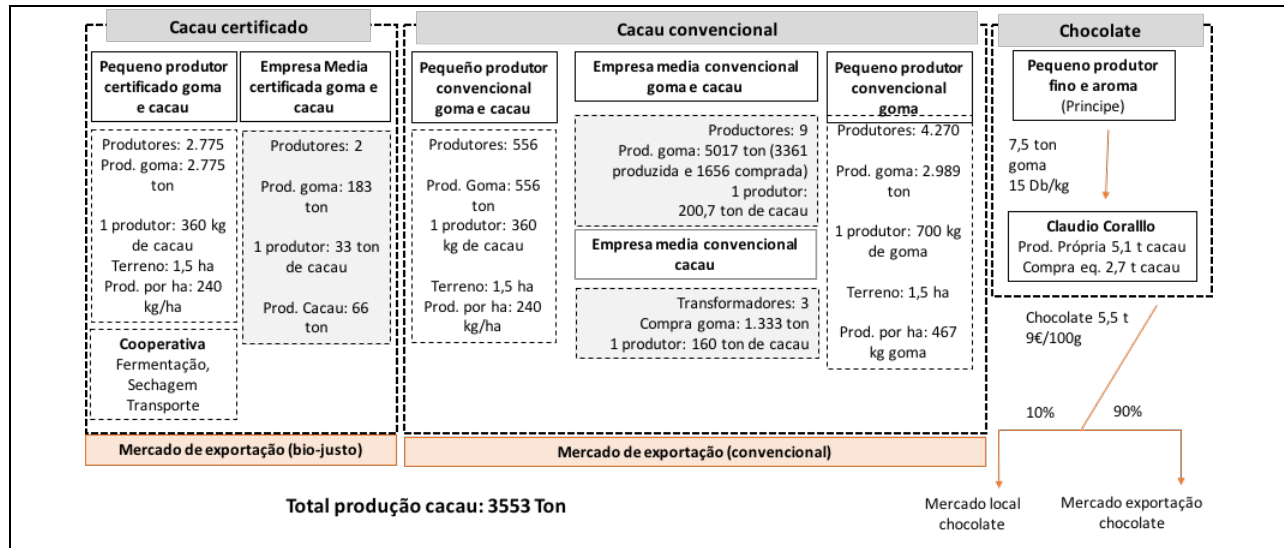 Cacau certificado
Pequeno produtor
certificado goma
e cacau
Produtores: 2.775
Prod. goma: 2.775
ton
1 produtor: 360 kg
de cacau
Terreno: 1,5 ha
Prod. por ha: 240
kg/ha
Cooperativa
Fermentação,
Sechagem
Transporte
Empresa Media
certificada goma e
cacau
Produtores: 2
Prod. goma: 183
ton
1 produtor: 33 ton
de cacau
Prod. Cacau: 66
ton
Mercado de exportação (bio-justo)
Cacau convencional
Pequeño produtor
convencional
goma e cacau
Produtores: 556
Prod. Goma: 556
ton
1 produtor: 360
kg de cacau
Terreno: 1,5 ha
Prod. por ha: 240
kg/ha
Empresa media convencional
goma e cacau
Productores: 9
Prod. goma: 5017 ton (3361
produzida e 1656 comprada)
1 produtor:
200,7 ton de cacau
Empresa media convencional
cacau
Transformadores: 3
Compra goma: 1.333 ton
1 produtor: 160 ton de cacau
Pequeno produtor
convencional
goma
Produtores: 4.270
Prod. goma: 2.989
ton
1 produtor: 700 kg
de goma
Terreno: 1,5 ha
Prod. por ha: 467
kg goma
Mercado de exportação (convencional)
Chocolate
Pequeno produtor
fino e aroma
(Principe)
7,5 ton
goma
15 Db/kg
Claudio Coralllo
Prod. Própria 5,1 t cacau
Compra eq. 2,7 t cacau
Chocolate 5,5 t
9€/100g
10%
90%
Mercado local
chocolate
Mercado exportação
chocolate
Total produção cacau: 3553 Ton